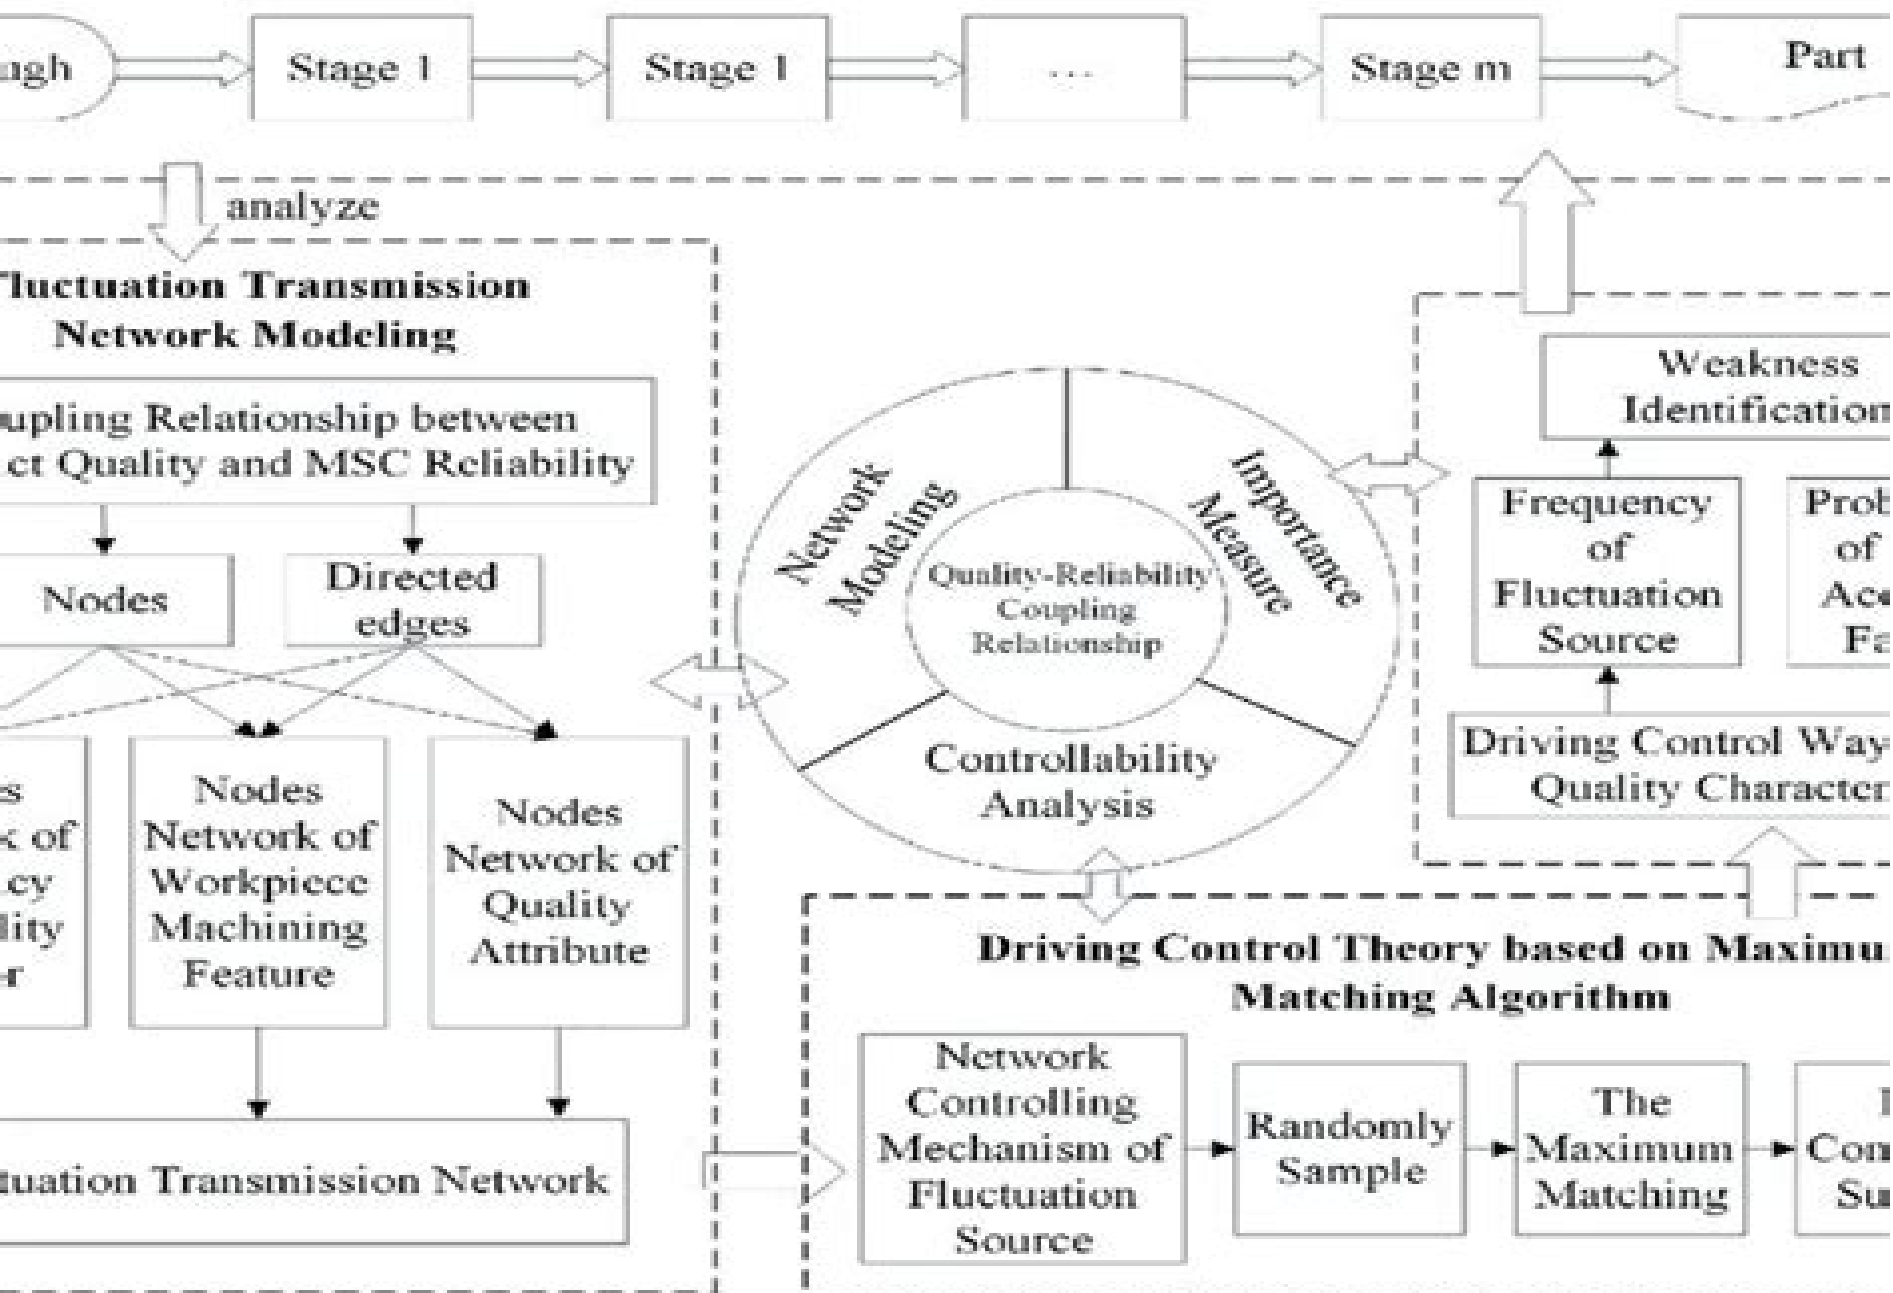 ugh
Stage 1
Stage 1
...
Stage m
Part
analyze
Fluctuation Transmission
Network Modeling
upling Relationship between
ct Quality and MSC Reliability
Nodes
Directed
edges
s
k of
cy
lity
r
Nodes
Network of
Workpiece
Machining
Feature
Nodes
Network of
Quality
Attribute
tuation Transmission Network
Network
Modeling
Importance
Measure
Quality-Reliability
Coupling
Relationship
Controllability
Analysis
Weakness
Identification
Frequency
of
Fluctuation
Source
Prob
of
Acc
Fa
Driving Control Way
Quality Character
Driving Control Theory based on Maximu
Matching Algorithm
Network
Controlling
Mechanism of
Fluctuation
Source
Randomly
Sample
The
Maximum
Matching
Con
Su